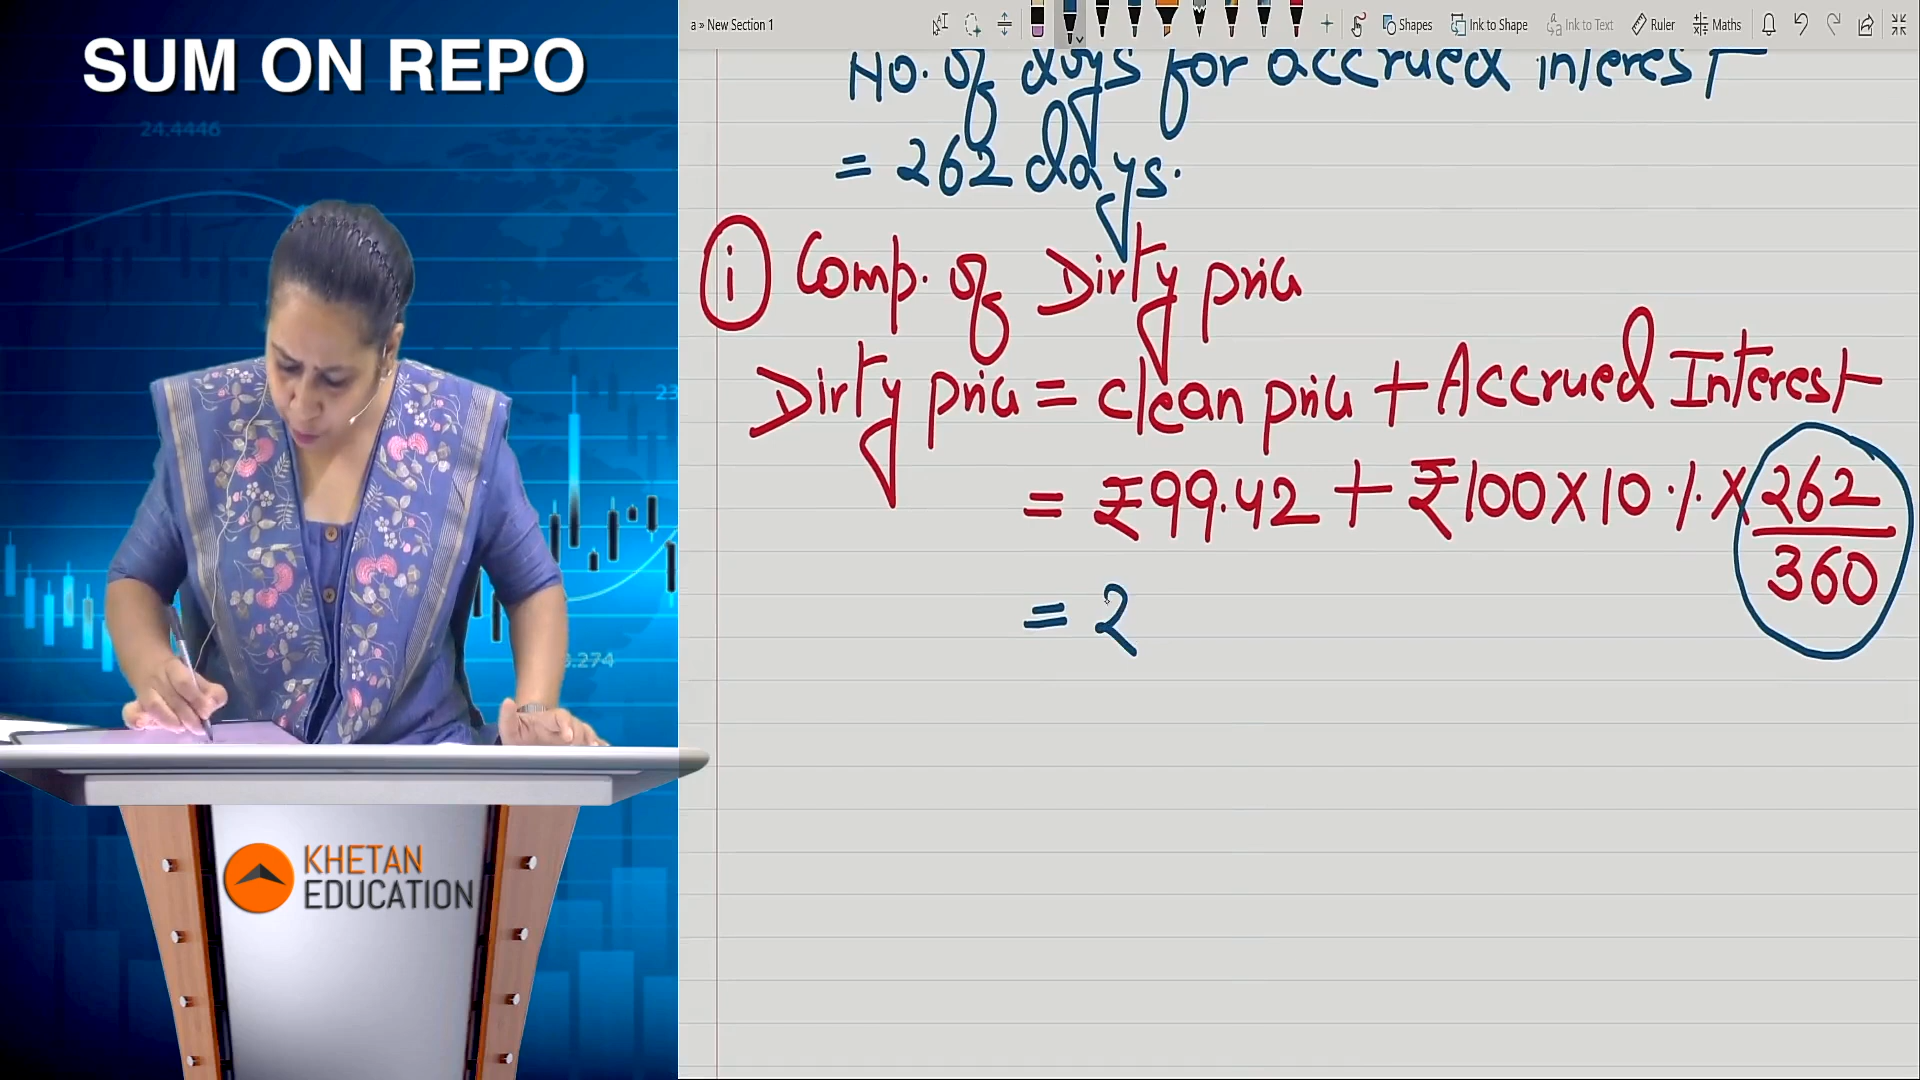 SUM ON REPO
24.4446
23
3.274
KHETAN
EDUCATION
a » New Section 1
Shapes
Ink to Shape
Ink to Text
Ruler
Maths
No. of days for accrued interest
= 262 days.
(i) Comp. of Dirty price
Dirty price = clean price + Accrued Interest
= ₹99.42 + ₹100 X 10% X 262/360
= 2